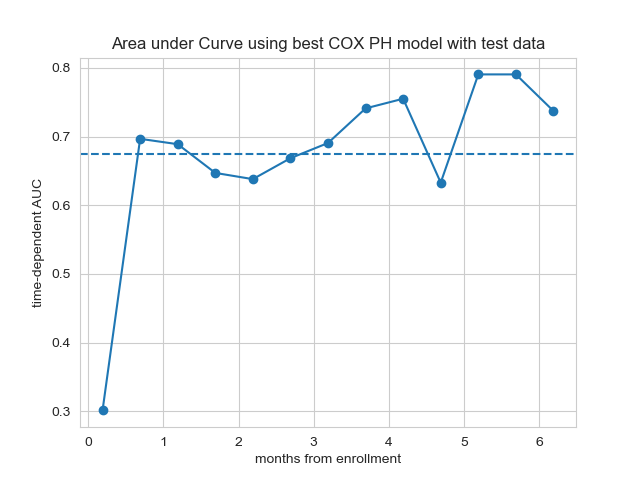 Area under Curve using best COX PH model with test data
time-dependent AUC
0.8
0.7
0.6
0.5
0.4
0.3
0 1 2 3 4 5 6
months from enrollment